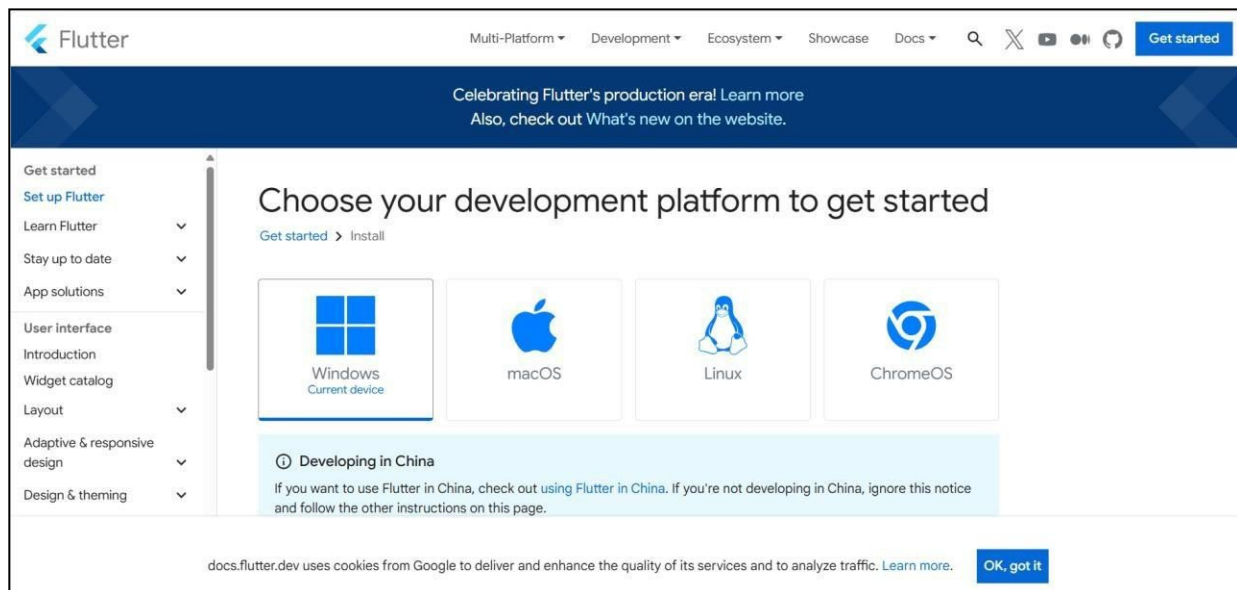 Flutter
Multi-Platform
Development
Ecosystem
Showcase
Docs
Get started
Celebrating Flutter's production era! Learn more
Also, check out What's new on the website.
Get started
Set up Flutter
Learn Flutter
Stay up to date
App solutions
User interface
Introduction
Widget catalog
Layout
Adaptive & responsive
design
Design & theming
Choose your development platform to get started
Get started > Install
Windows
Current device
macOS
Linux
ChromeOS
Developing in China
If you want to use Flutter in China, check out using Flutter in China. If you're not developing in China, ignore this notice
and follow the other instructions on this page.
docs.flutter.dev uses cookies from Google to deliver and enhance the quality of its services and to analyze traffic. Learn more.
OK, got it